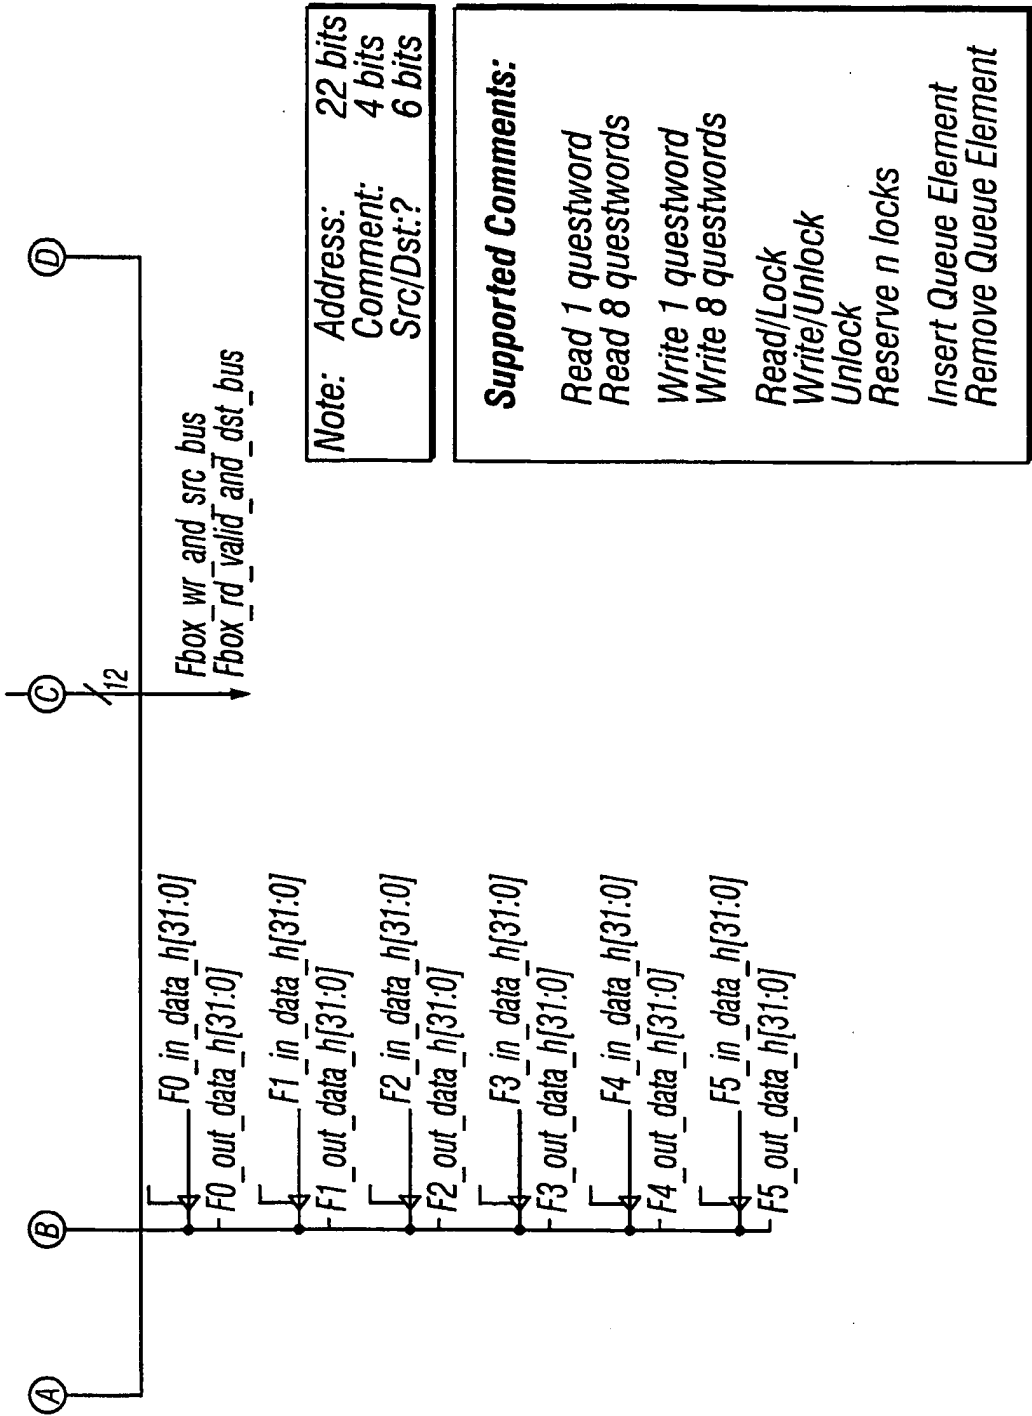 A
B
C
D
12
Fbox_wr_and_src_bus
Fbox_rd_valid_and_dst_bus
F0_in_data_h[31:0]
F0_out_data_h[31:0]
F1_in_data_h[31:0]
F1_out_data_h[31:0]
F2_in_data_h[31:0]
F2_out_data_h[31:0]
F3_in_data_h[31:0]
F3_out_data_h[31:0]
F4_in_data_h[31:0]
F4_out_data_h[31:0]
F5_in_data_h[31:0]
F5_out_data_h[31:0]
Note: Address: 22 bits
Comment: 4 bits
Src/Dst:? 6 bits
Supported Comments:
Read 1 questword
Read 8 questwords
Write 1 questword
Write 8 questwords
Read/Lock
Write/Unlock
Unlock
Reserve n locks
Insert Queue Element
Remove Queue Element